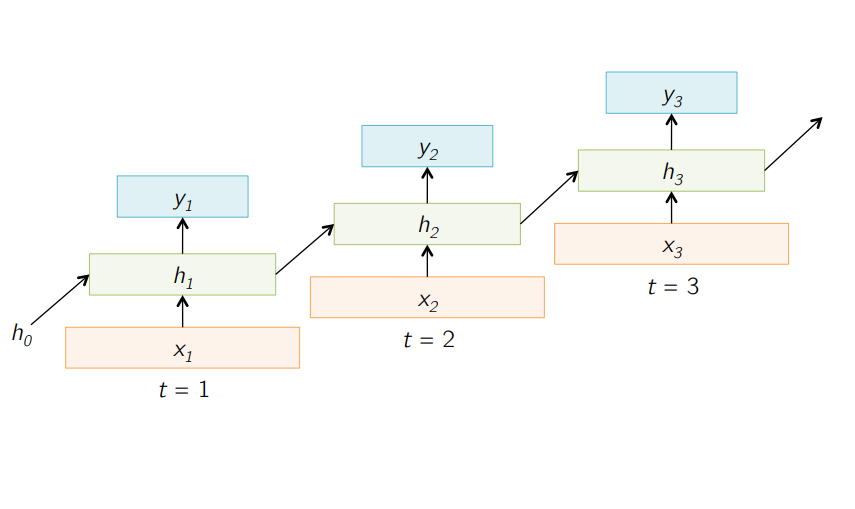 y1
h1
h0
x1
t = 1
y2
h2
x2
t = 2
y3
h3
x3
t = 3